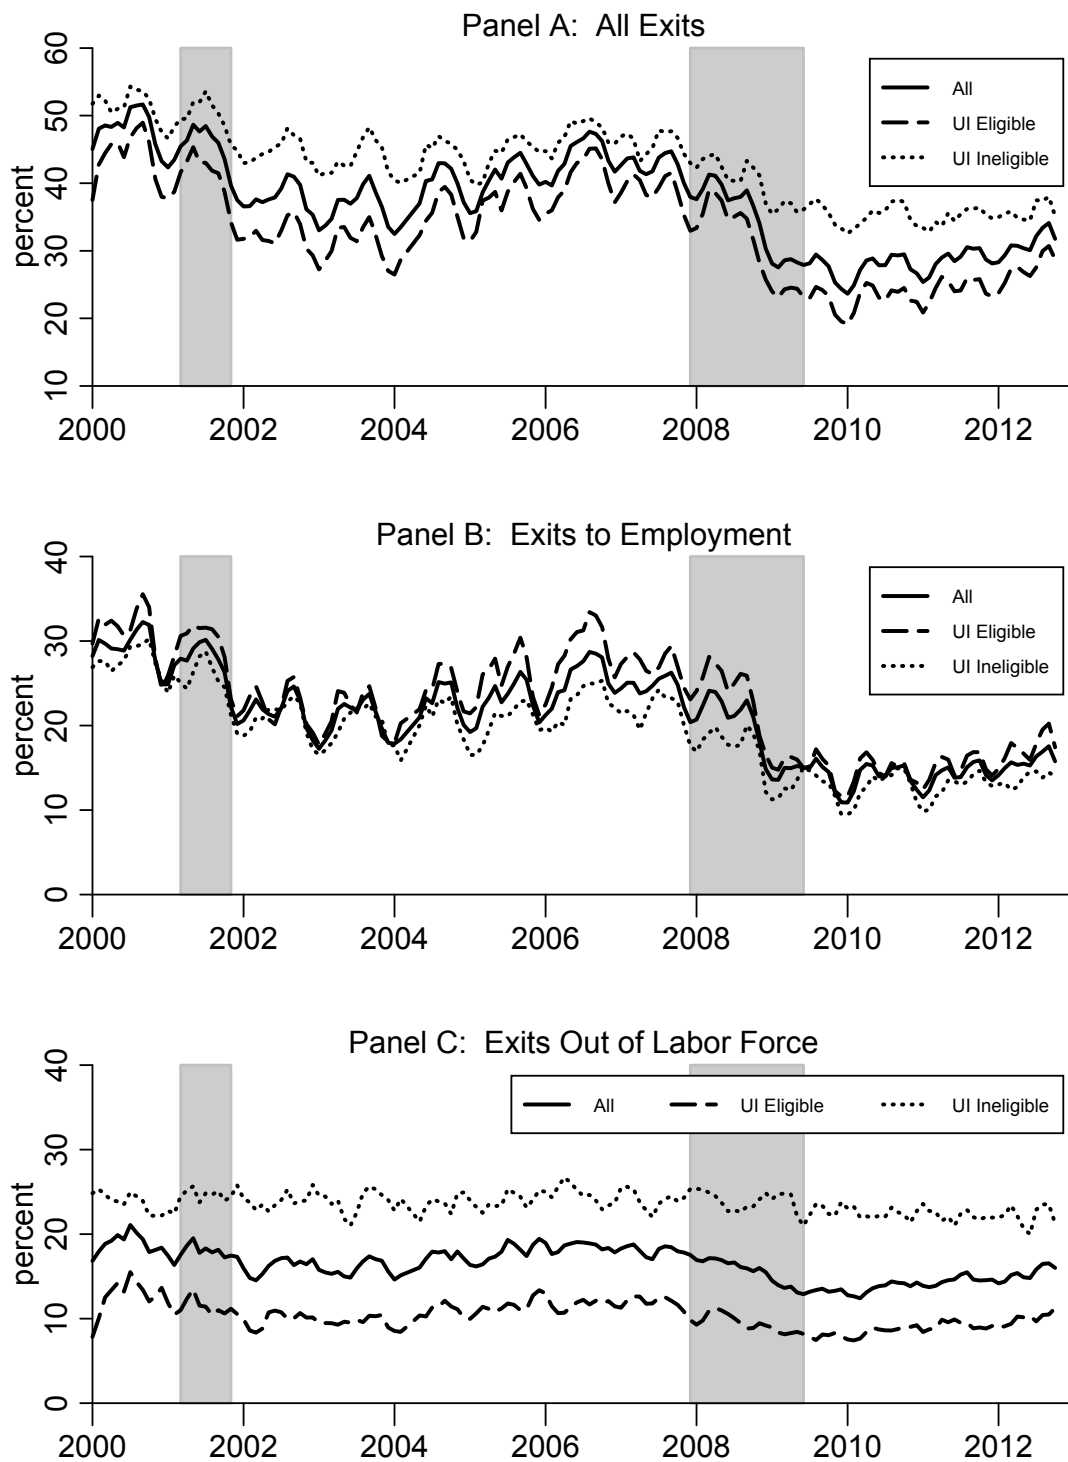 Panel A:  All Exits
percent
60
50
40
30
20
10
2000
2002
2004
2006
2008
2010
2012
All
UI Eligible
UI Ineligible
Panel B:  Exits to Employment
percent
40
30
20
10
0
2000
2002
2004
2006
2008
2010
2012
All
UI Eligible
UI Ineligible
Panel C:  Exits Out of Labor Force
percent
40
30
20
10
0
2000
2002
2004
2006
2008
2010
2012
All
UI Eligible
UI Ineligible